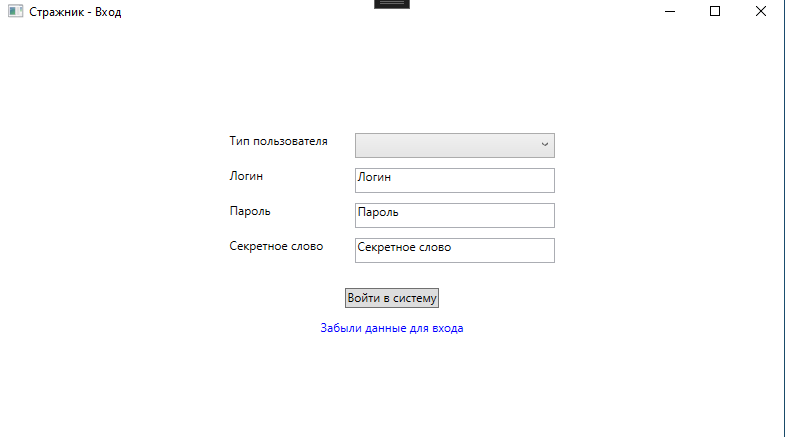 Стражник - Вход
Тип пользователя
Логин Логин
Пароль Пароль
Секретное слово Секретное слово
Войти в систему
Забыли данные для входа